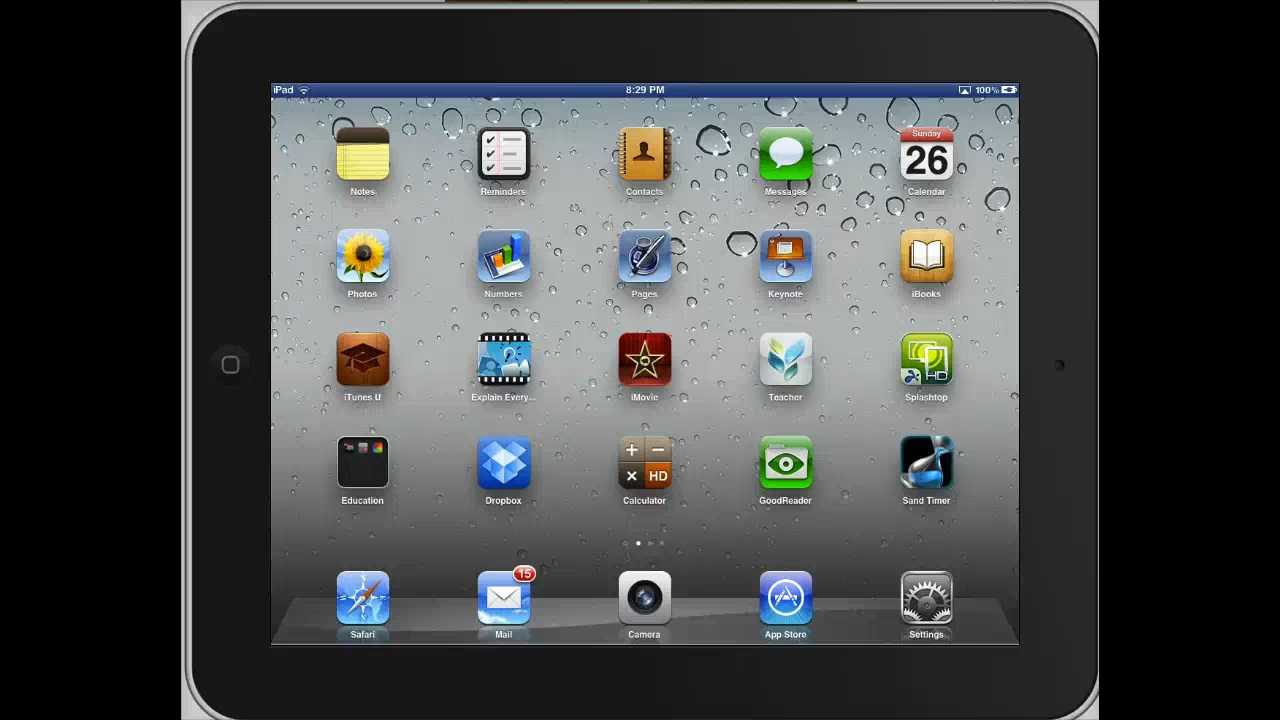 iPad 8:29 PM 100%
Sunday
26
Notes Reminders Contacts Messages Calendar
Photos Numbers Pages Keynote iBooks
HD
iTunes U Explain Every... iMovie Teacher Splashtop
+ −
× HD
Education Dropbox Calculator GoodReader Sand Timer
15
Safari Mail Camera App Store Settings